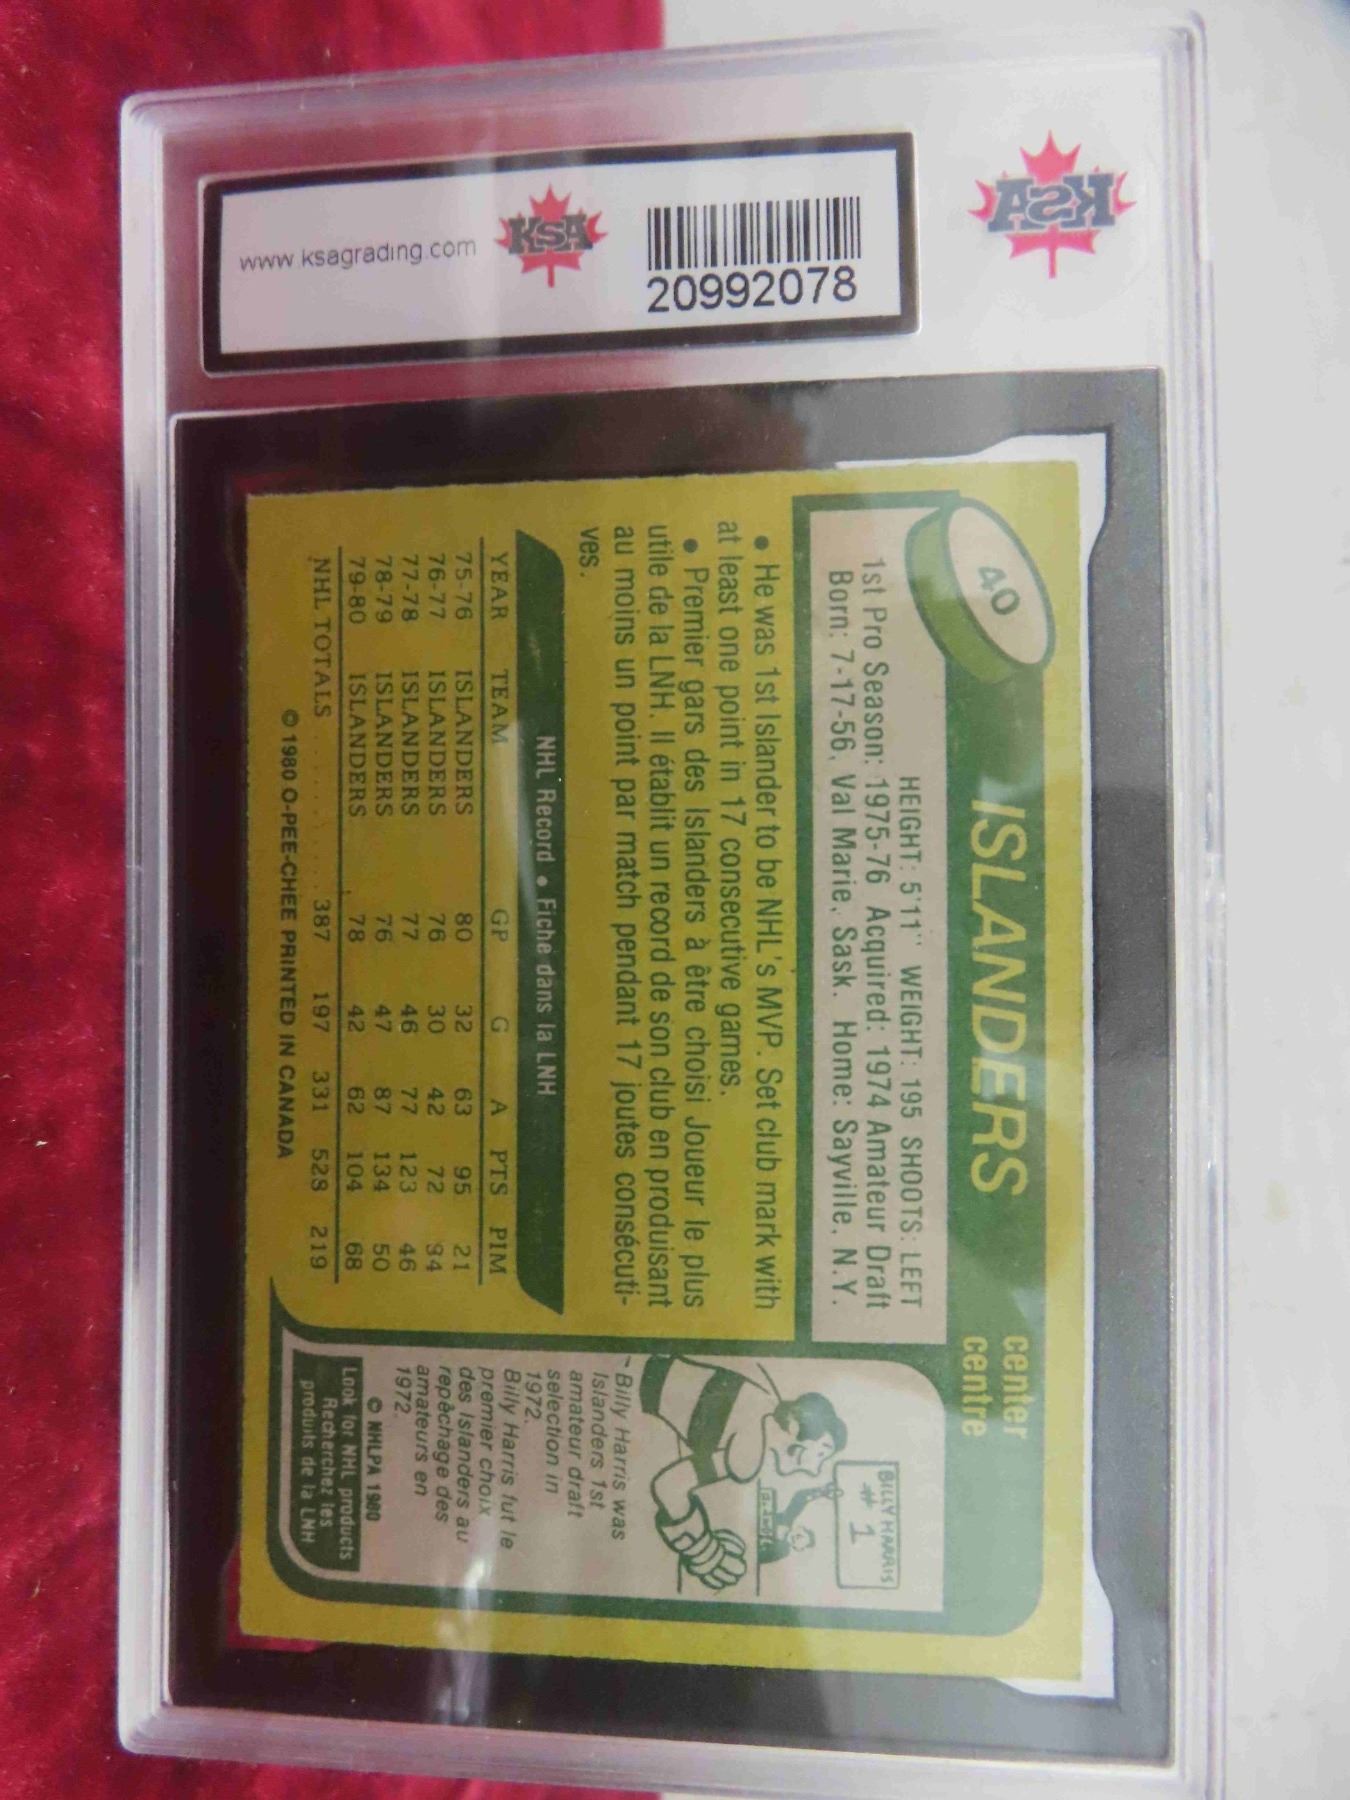 www.ksagrading.com
KSA
20992078
KSA
40
ISLANDERS
center
centre
HEIGHT: 5'11" WEIGHT: 195 SHOOTS: LEFT
1st Pro Season: 1975-76 Acquired: 1974 Amateur Draft
Born: 7-17-56, Val Marie, Sask. Home: Sayville, N.Y.
• He was 1st Islander to be NHL's MVP. Set club mark with
at least one point in 17 consecutive games.
• Premier gars des Islanders à être choisi Joueur le plus
utile de la LNH. Il établit un record de son club en produisant
au moins un point par match pendant 17 joutes consécuti-
ves.
NHL Record • Fiche dans la LNH
YEAR TEAM GP G A PTS PIM
75-76 ISLANDERS 80 32 63 95 21
76-77 ISLANDERS 76 30 42 72 34
77-78 ISLANDERS 77 46 77 123 46
78-79 ISLANDERS 76 47 87 134 50
79-80 ISLANDERS 78 42 62 104 68
NHL TOTALS ........... 387 197 331 528 219
© 1980 O-PEE-CHEE PRINTED IN CANADA
BILLY HARRIS
# 1
Billy Harris was
Islanders 1st
amateur draft
selection in
1972.
Billy Harris fut le
premier choix
des Islanders au
repêchage des
amateurs en
1972.
© NHLPA 1980
Look for NHL products
Recherchez les
produits de la LNH